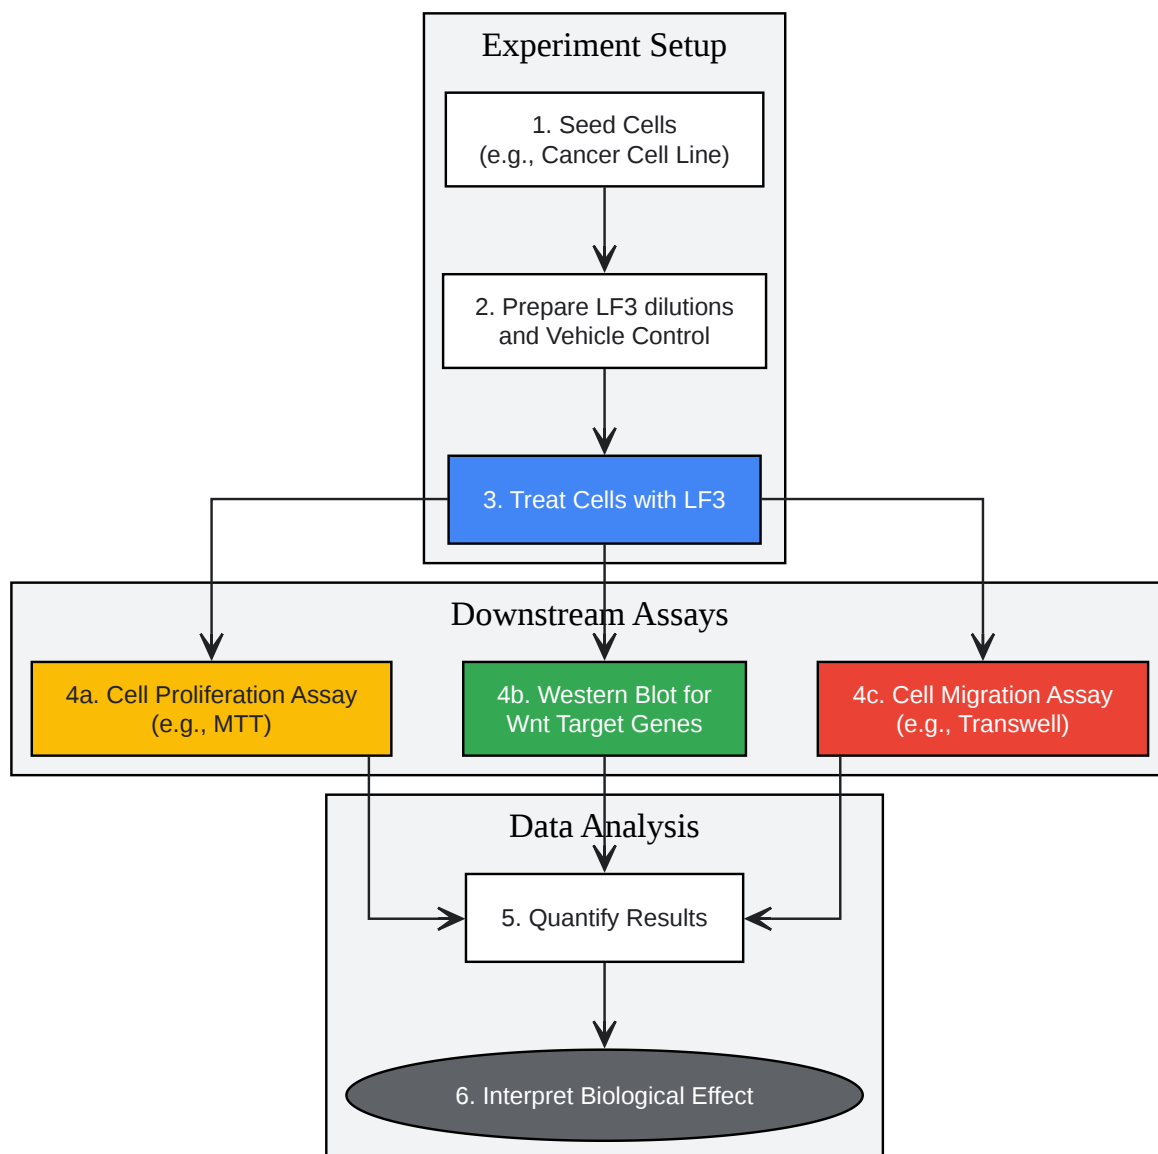 Experiment Setup
1. Seed Cells
(e.g., Cancer Cell Line)
2. Prepare LF3 dilutions
and Vehicle Control
3. Treat Cells with LF3
Downstream Assays
4a. Cell Proliferation Assay
(e.g., MTT)
4b. Western Blot for
Wnt Target Genes
4c. Cell Migration Assay
(e.g., Transwell)
Data Analysis
5. Quantify Results
6. Interpret Biological Effect